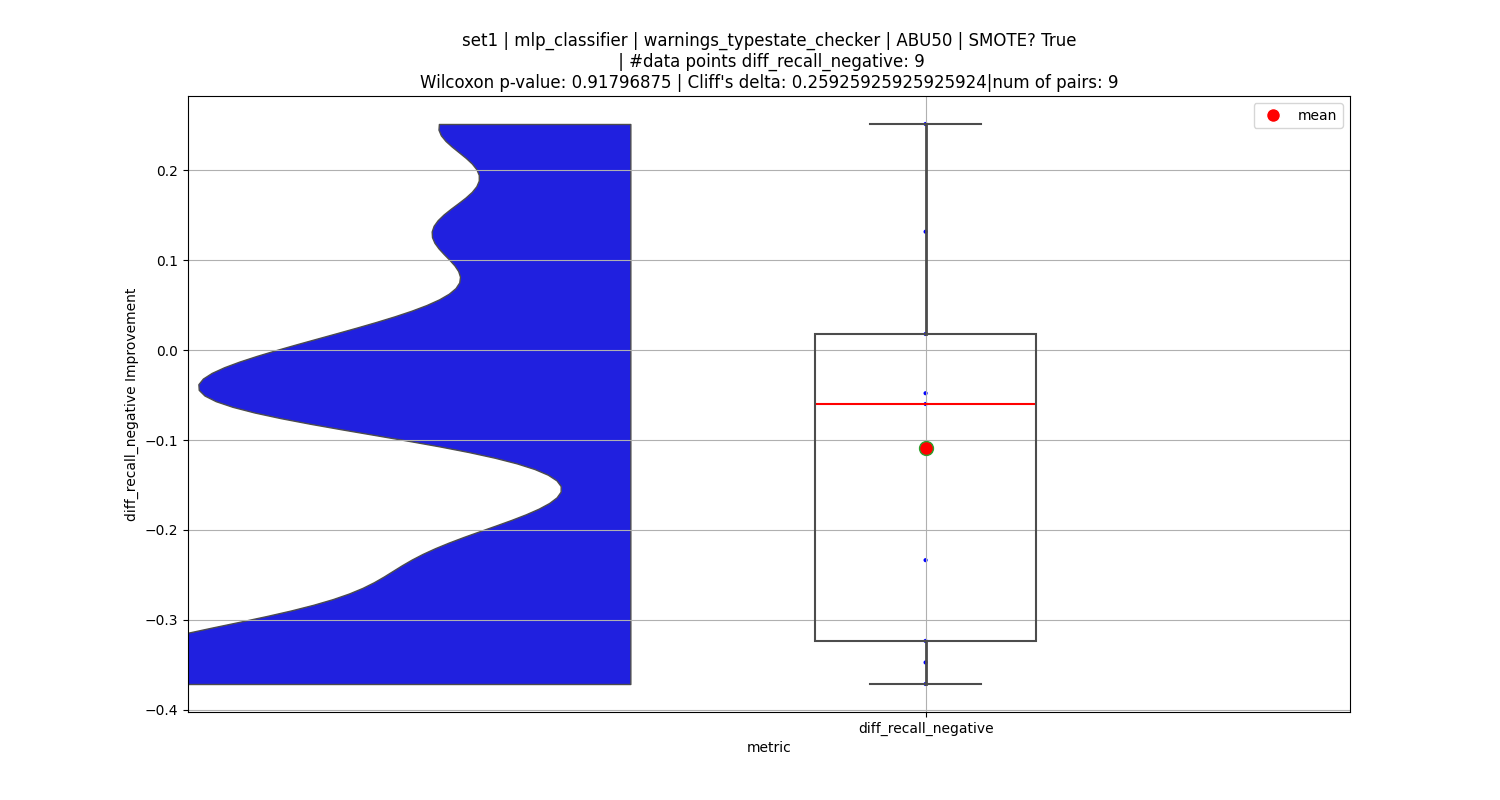 set1 | mlp_classifier | warnings_typestate_checker | ABU50 | SMOTE? True
| #data points diff_recall_negative: 9
Wilcoxon p-value: 0.91796875 | Cliff's delta: 0.25925925925925924|num of pairs: 9
mean
0.2
0.1
0.0
−0.1
−0.2
−0.3
−0.4
diff_recall_negative Improvement
diff_recall_negative
metric